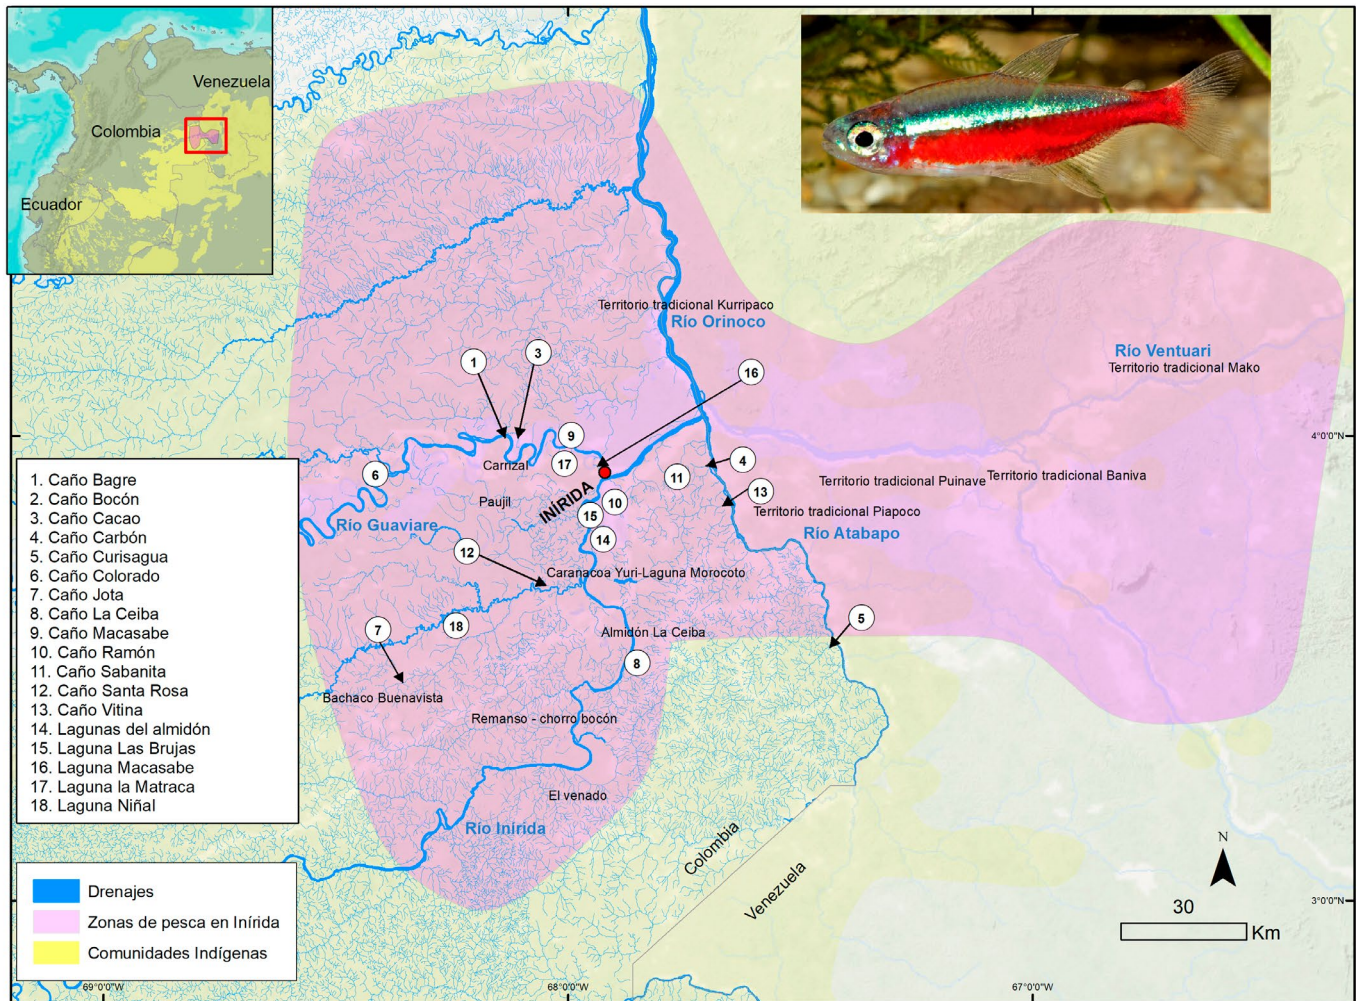 Venezuela
Colombia
Ecuador
Territorio tradicional Kurripaco
Río Orinoco
Río Ventuari
Territorio tradicional Mako
1
3
16
9
4°0'0"N
17
Carrizal
6
4
11
Territorio tradicional Puinave
Territorio tradicional Baniva
13
Paujil
INÍRIDA
10
Territorio tradicional Piapoco
15
Río Guaviare
Río Atabapo
14
12
Caranacoa Yuri-Laguna Morocoto
7
18
5
Almidón La Ceiba
8
Bachaco Buenavista
Remanso - chorro bocón
El venado
Río Inírida
Colombia
Venezuela
1. Caño Bagre
2. Caño Bocón
3. Caño Cacao
4. Caño Carbón
5. Caño Curisagua
6. Caño Colorado
7. Caño Jota
8. Caño La Ceiba
9. Caño Macasabe
10. Caño Ramón
11. Caño Sabanita
12. Caño Santa Rosa
13. Caño Vitina
14. Lagunas del almidón
15. Laguna Las Brujas
16. Laguna Macasabe
17. Laguna la Matraca
18. Laguna Niñal
Drenajes
Zonas de pesca en Inírida
Comunidades Indígenas
N
30
Km
3°0'0"N
69°0'0"W
68°0'0"W
67°0'0"W